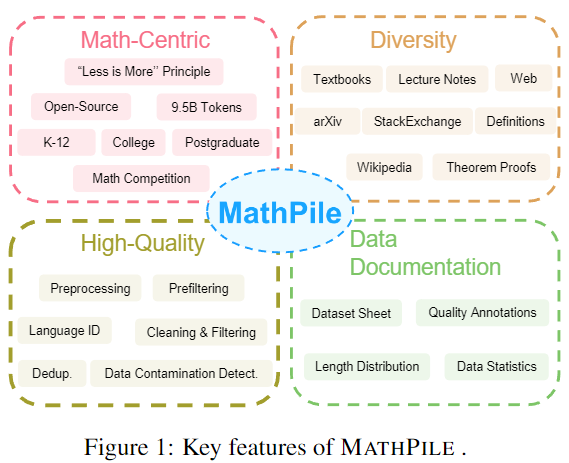 Math-Centric
“Less is More’’ Principle
Open-Source
9.5B Tokens
K-12
College
Postgraduate
Math Competition
Diversity
Textbooks
Lecture Notes
Web
arXiv
StackExchange
Definitions
Wikipedia
Theorem Proofs
MathPile
High-Quality
Preprocessing
Prefiltering
Language ID
Cleaning & Filtering
Dedup.
Data Contamination Detect.
Data
Documentation
Dataset Sheet
Quality Annotations
Length Distribution
Data Statistics
Figure 1: Key features of MATHPILE .